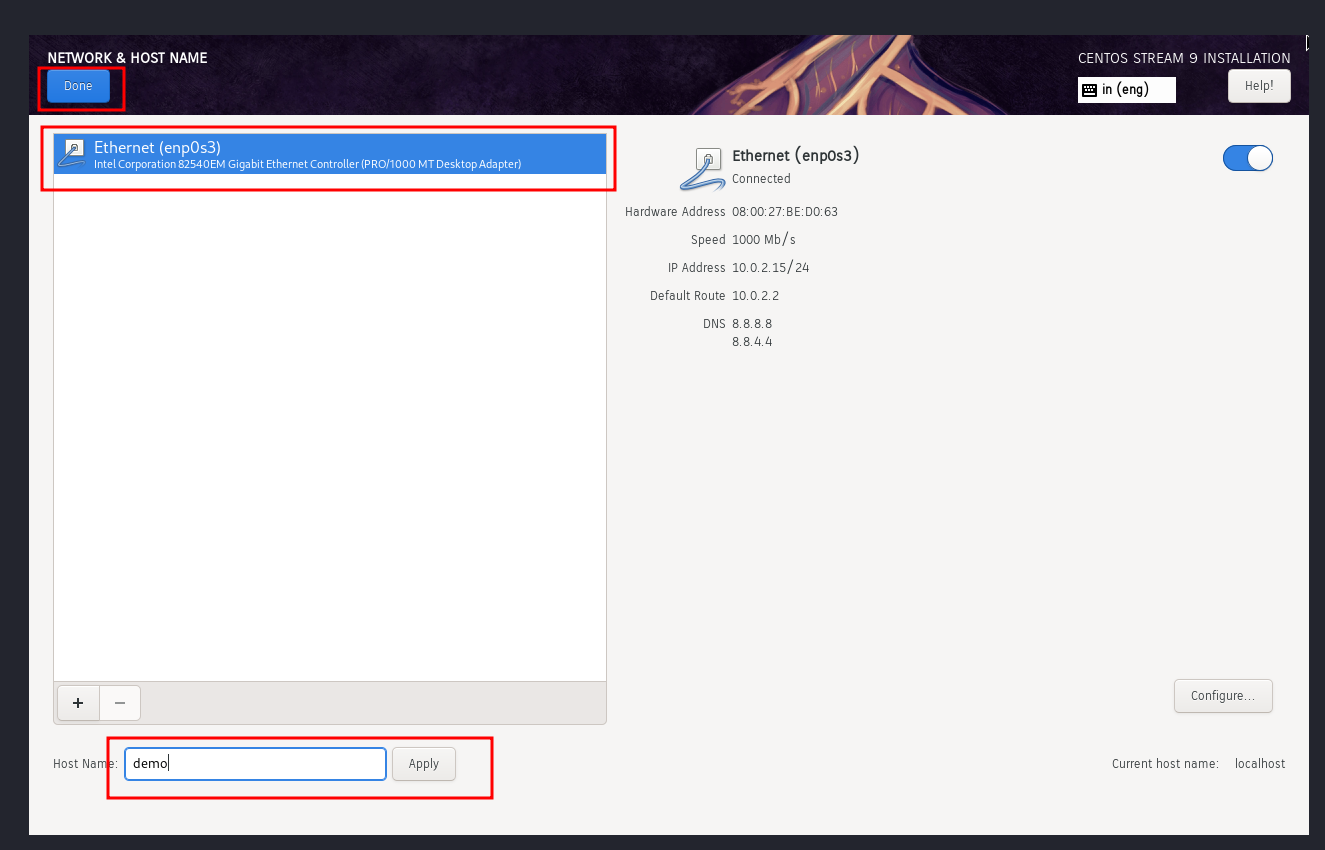 NETWORK & HOST NAME
CENTOS STREAM 9 INSTALLATION
Done
in (eng)
Help!
Ethernet (enp0s3)
Intel Corporation 82540EM Gigabit Ethernet Controller (PRO/1000 MT Desktop Adapter)
Ethernet (enp0s3)
Connected
Hardware Address 08:00:27:BE:D0:63
Speed 1000 Mb/s
IP Address 10.0.2.15/24
Default Route 10.0.2.2
DNS 8.8.8.8
8.8.4.4
+ −
Configure...
Host Name: demo Apply
Current host name: localhost